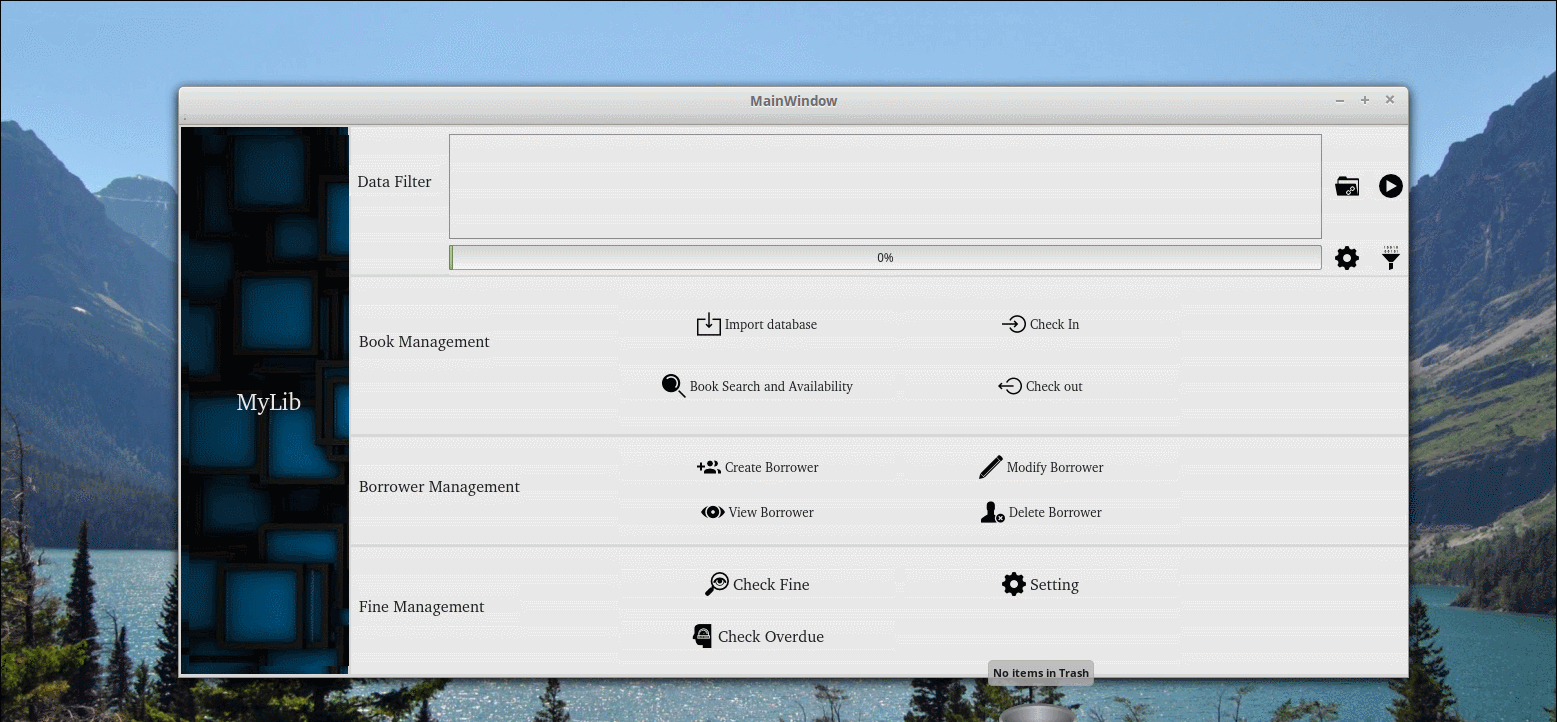 MainWindow
Data Filter
0%
Book Management
Import database
Check In
Book Search and Availability
Check out
MyLib
Borrower Management
Create Borrower
Modify Borrower
View Borrower
Delete Borrower
Fine Management
Check Fine
Setting
Check Overdue
No items in Trash